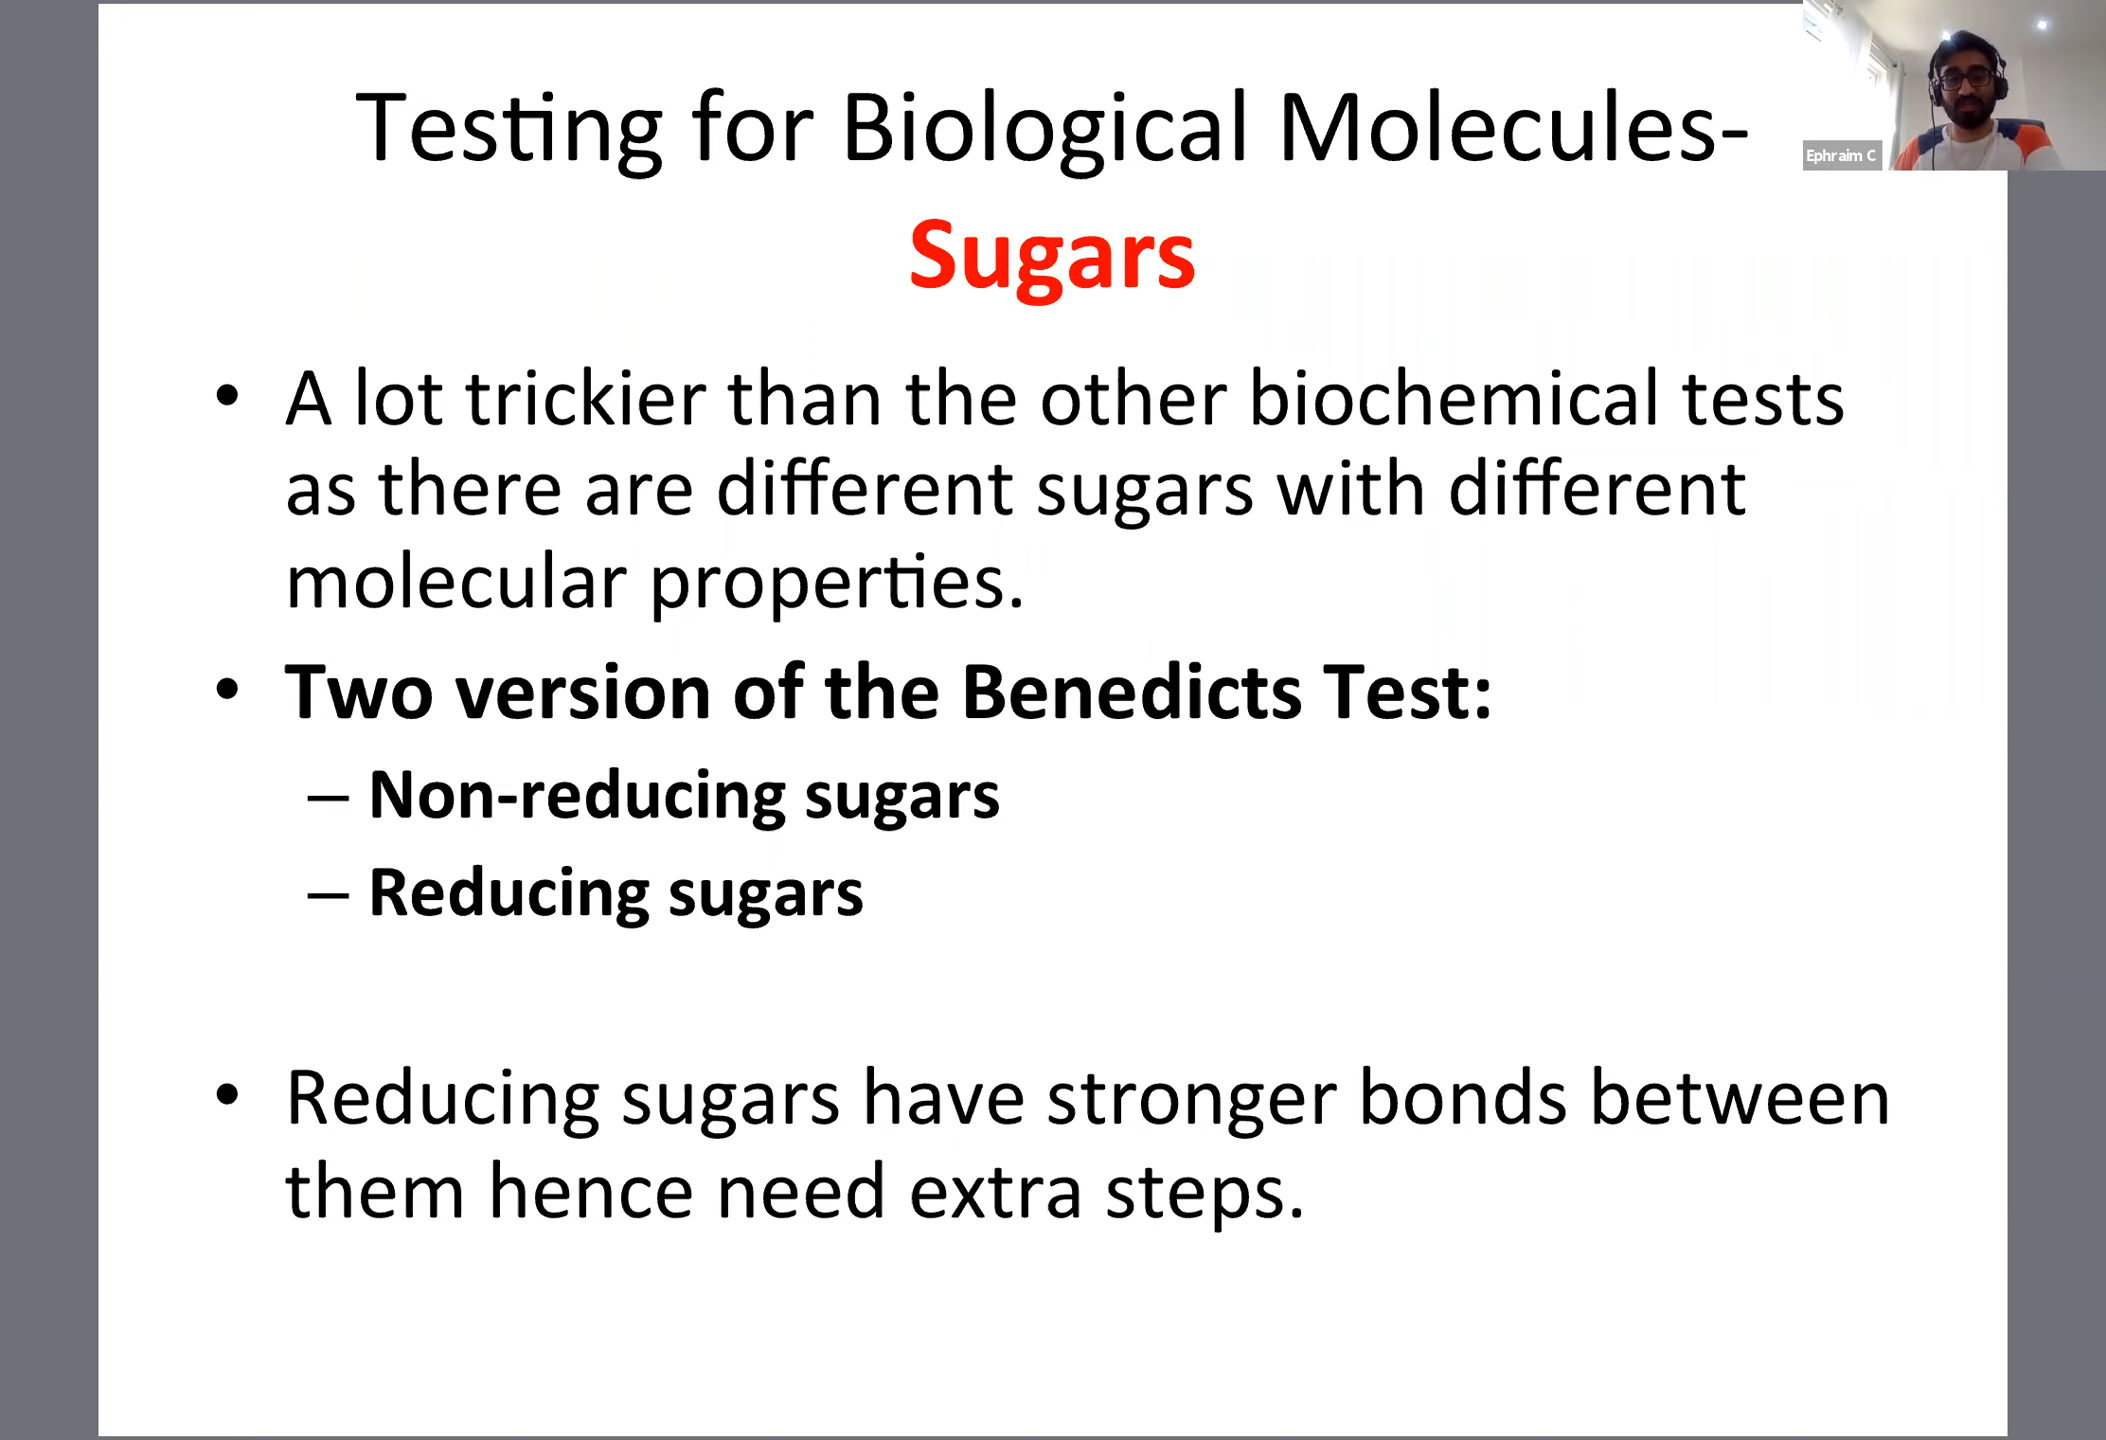 Testing for Biological Molecules-
Sugars
• A lot trickier than the other biochemical tests
as there are different sugars with different
molecular properties.
• Two version of the Benedicts Test:
– Non-reducing sugars
– Reducing sugars
• Reducing sugars have stronger bonds between
them hence need extra steps.
Ephraim C